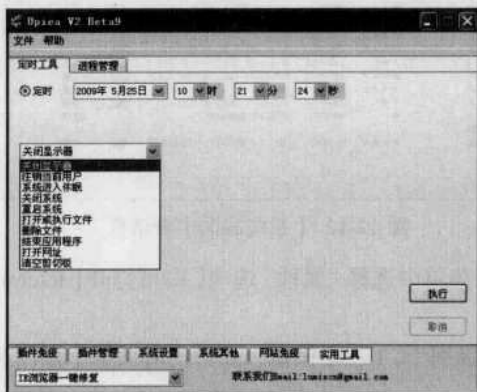 Dpica V2 Beta9
文件 帮助
定时工具 进程管理
定时 2009年 5月25日 10 时 21 分 24 秒
关闭显示器
关闭显示器
注销当前用户
系统进入休眠
关闭系统
重启系统
打开或执行文件
删除文件
结束应用程序
打开网址
清空剪切板
执行
取消
插件免疫 插件管理 系统设置 系统其他 网站免疫 实用工具
IE浏览器一键修复 联系我们